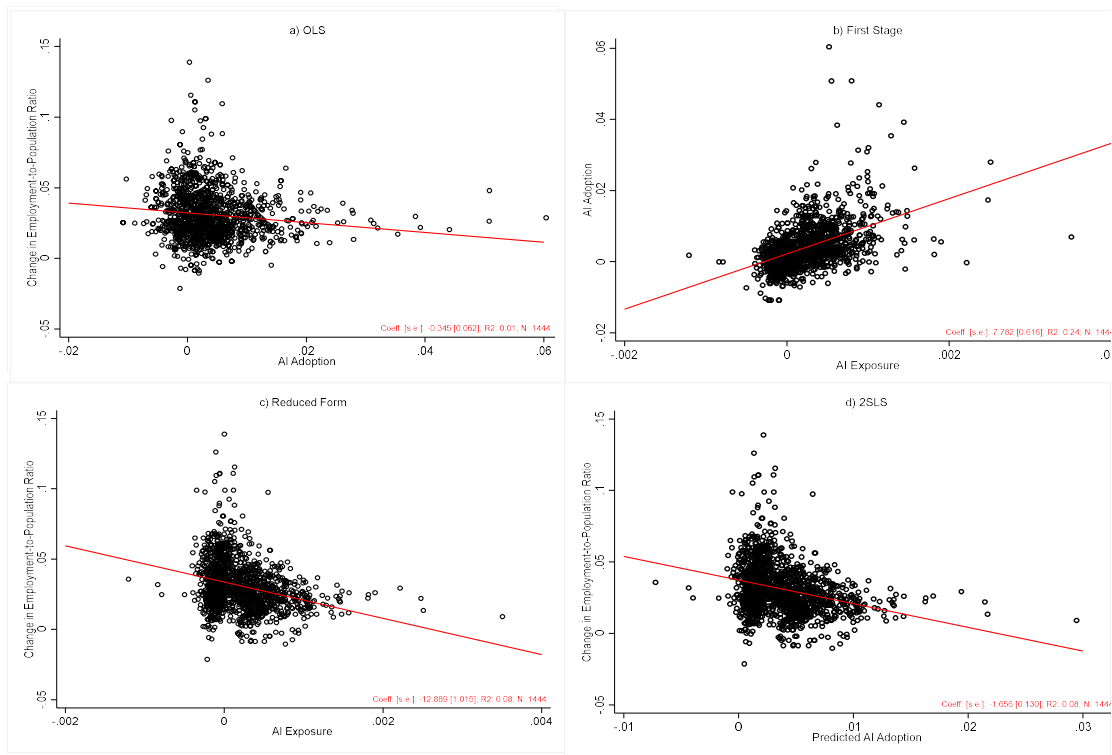 a) OLS
Change in Employment-to-Population Ratio
.15
.1
.05
0
-.05
Coeff. [s.e.]: -0.345 [0.062]; R2: 0.01; N: 1444
-.02
0
.02
.04
.06
AI Adoption
b) First Stage
AI Adoption
.06
.04
.02
0
-.02
Coeff. [s.e.]: 7.782 [0.616]; R2: 0.24; N: 1444
-.002
0
.002
AI Exposure
c) Reduced Form
Change in Employment-to-Population Ratio
.15
.1
.05
0
-.05
Coeff. [s.e.]: -12.889 [1.015]; R2: 0.08; N: 1444
-.002
0
.002
.004
AI Exposure
d) 2SLS
Change in Employment-to-Population Ratio
.15
.1
.05
0
-.05
Coeff. [s.e.]: -1.656 [0.130]; R2: 0.08; N: 1444
-.01
0
.01
.02
.03
Predicted AI Adoption